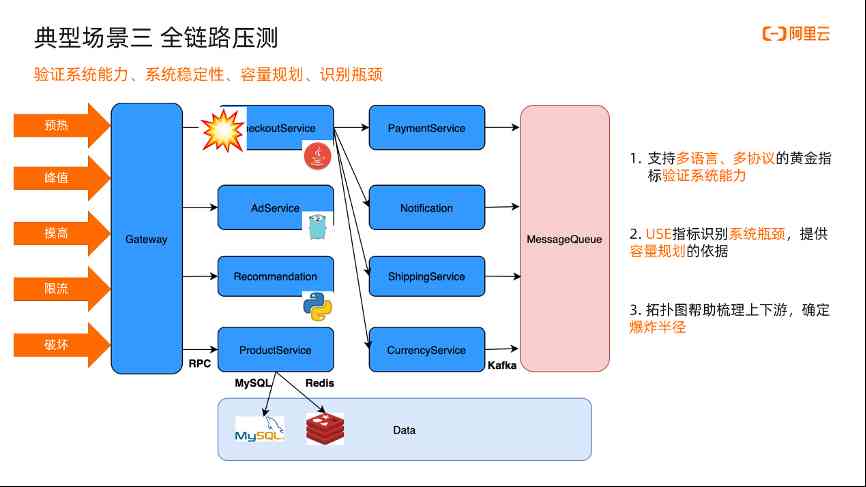 典型场景三 全链路压测
阿里云
验证系统能力、系统稳定性、容量规划、识别瓶颈
预热
峰值
摸高
限流
破坏
Gateway
eckoutService
AdService
Recommendation
ProductService
RPC
MySQL
Redis
PaymentService
Notification
ShippingService
CurrencyService
Kafka
MessageQueue
MySQL
Data
1. 支持多语言、多协议的黄金指
标验证系统能力
2. USE指标识别系统瓶颈，提供
容量规划的依据
3. 拓扑图帮助梳理上下游，确定
爆炸半径